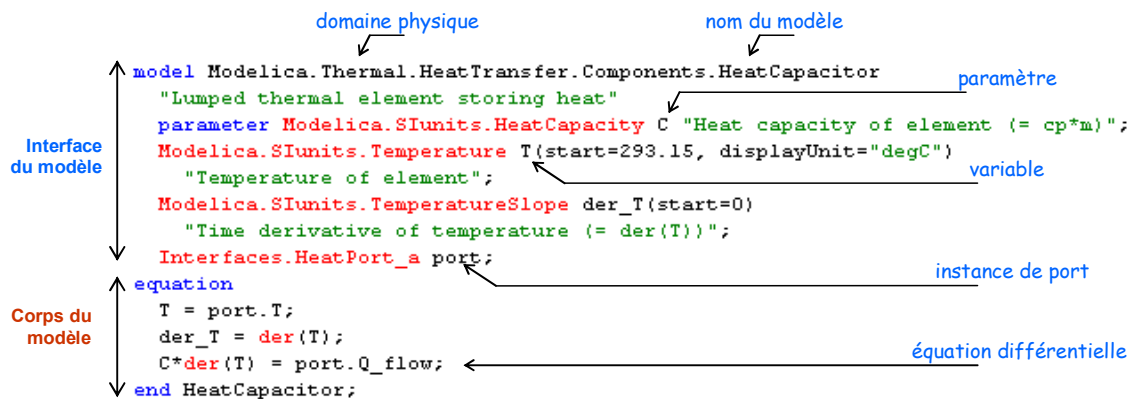 domaine physique
nom du modèle
model Modelica.Thermal.HeatTransfer.Components.HeatCapacitor
paramètre
"Lumped thermal element storing heat"
parameter Modelica.SIunits.HeatCapacity C "Heat capacity of element (= cp*m)";
Interface du modèle
Modelica.SIunits.Temperature T(start=293.15, displayUnit="degC")
variable
"Temperature of element";
Modelica.SIunits.TemperatureSlope der_T(start=0)
"Time derivative of temperature (= der(T))";
Interfaces.HeatPort_a port;
instance de port
equation
Corps du modèle
T = port.T;
der_T = der(T);
C*der(T) = port.Q_flow;
équation différentielle
end HeatCapacitor;